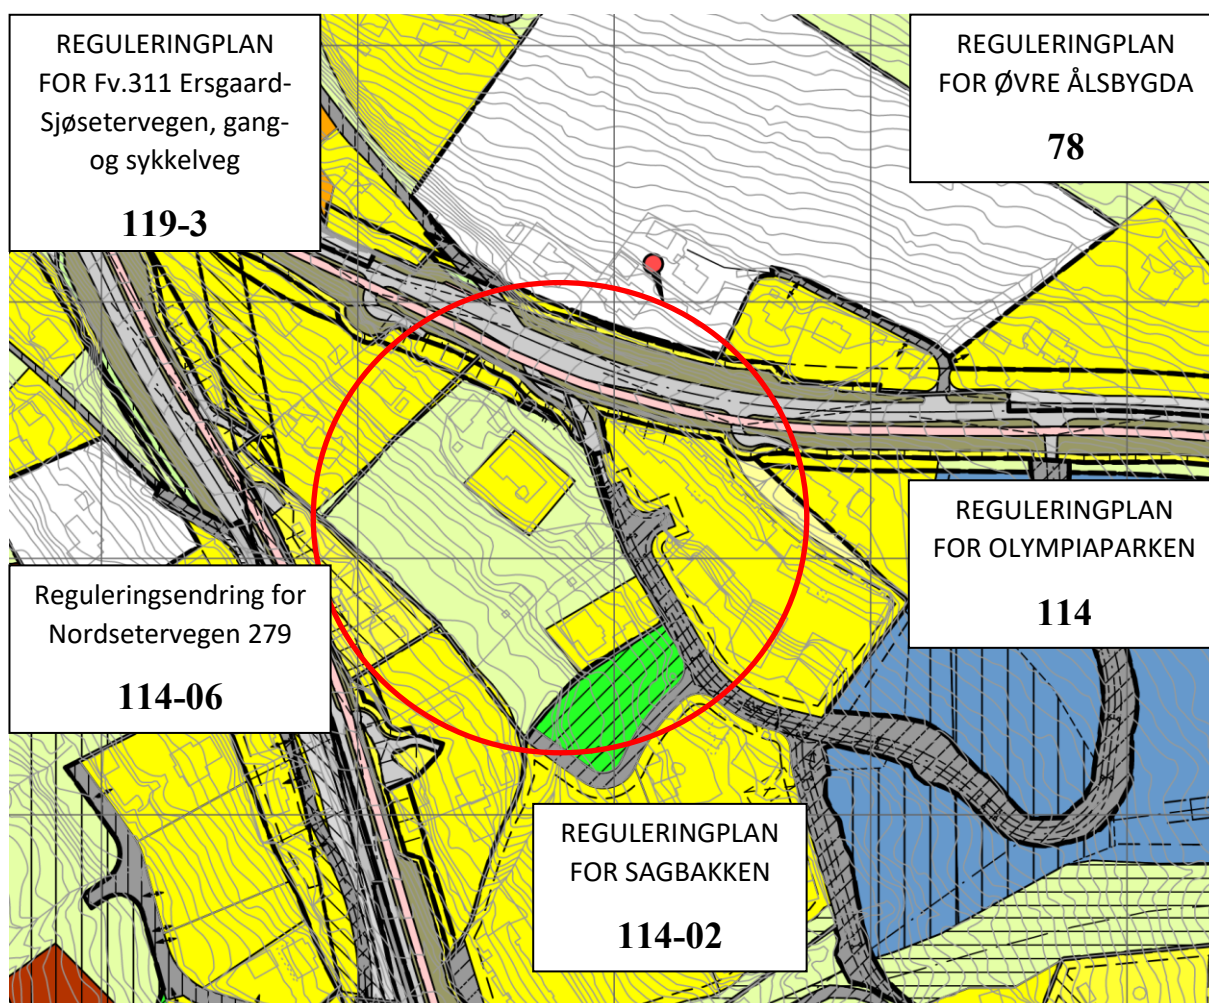 REGULERINGPLAN
FOR Fv.311 Ersgaard-
Sjøsetervegen, gang-
og sykkelveg
119-3
REGULERINGPLAN
FOR ØVRE ÅLSBYGDA
78
REGULERINGPLAN
FOR OLYMPIAPARKEN
114
Reguleringsendring for
Nordsetervegen 279
114-06
REGULERINGPLAN
FOR SAGBAKKEN
114-02